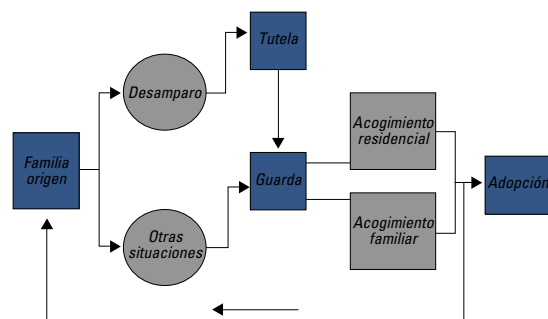 Tutela
Desamparo
Acogimiento
residencial
Familia
origen
Guarda
Adopción
Otras
situaciones
Acogimiento
familiar